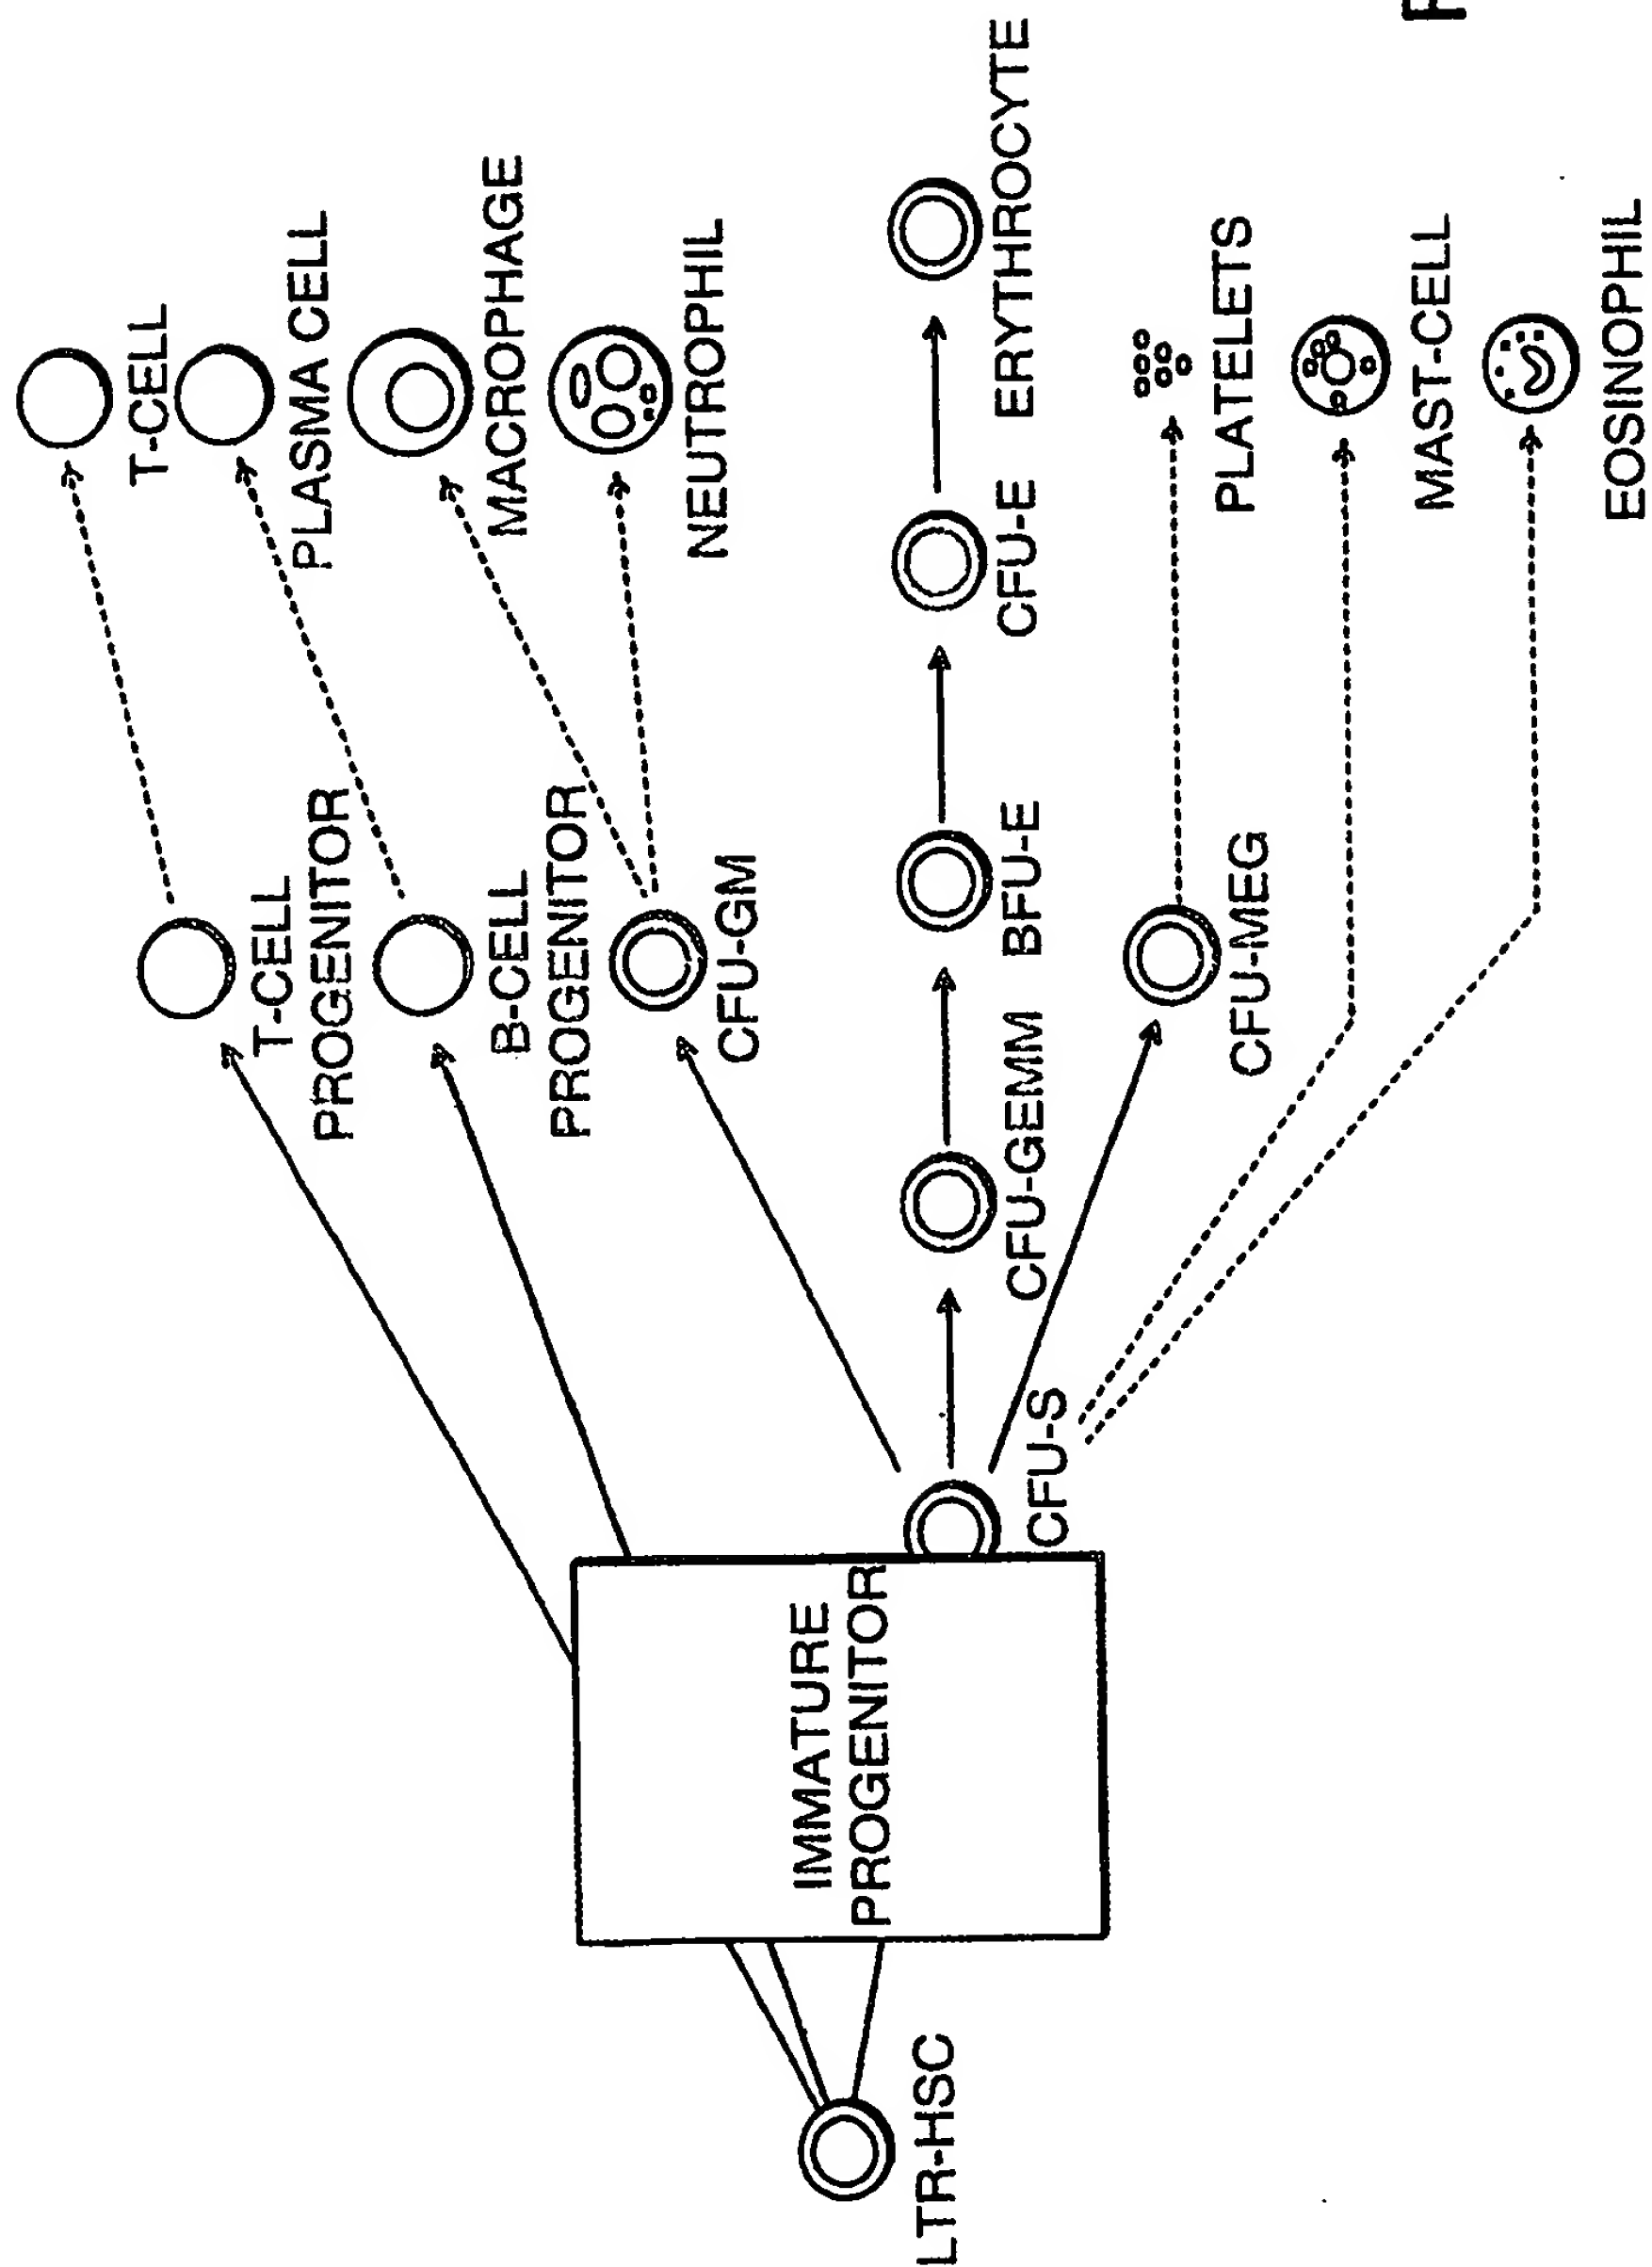 T-CELL
PLASMA CELL
MACROPHAGE
NEUTROPHIL
T-CELL
PROGENITOR
B-CELL
PROGENITOR
CFU-GM
LTR-HSC
IMMATURE
PROGENITOR
CFU-S
CFU-GEMM
BFU-E
CFU-E
ERYTHROCYTE
CFU-MEG
PLATELETS
MAST-CELL
EOSINOPHIL